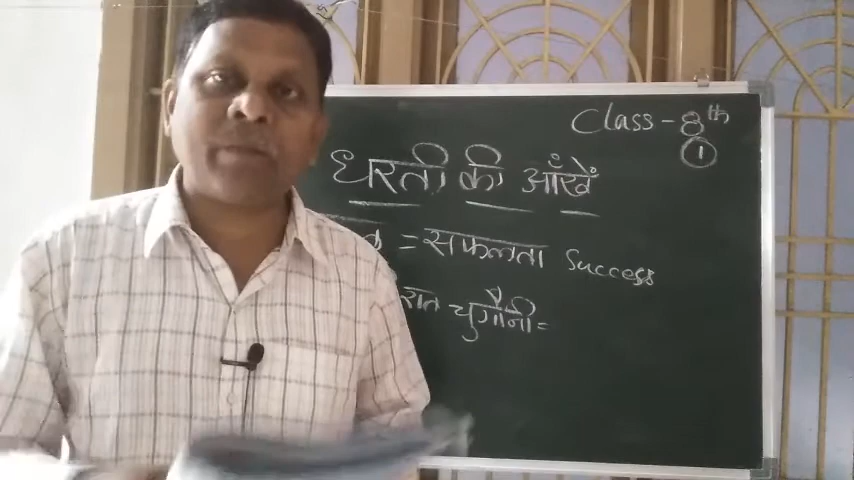 Class - 8th
①
धरती की आँखें
= सफलता Success
चुगौनी =